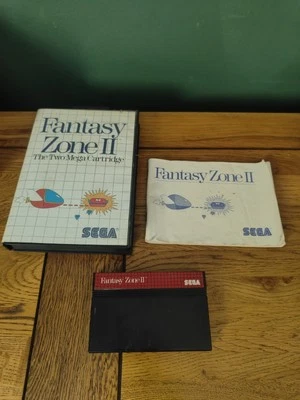 Fantasy
Zone II
The Two Mega Cartridge
SEGA
Fantasy Zone II
SEGA
Fantasy Zone II
SEGA